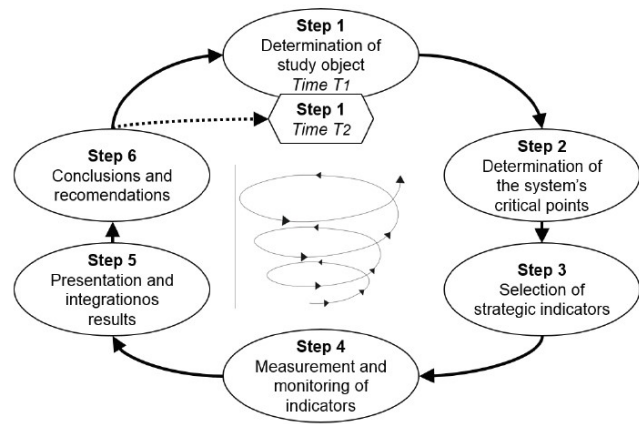 Step 1
Determination of
study object
Time T1
Step 1
Time T2
Step 2
Determination of
the system's
critical points
Step 3
Selection of
strategic indicators
Step 4
Measurement and
monitoring of
indicators
Step 5
Presentation and
integrationos
results
Step 6
Conclusions and
recomendations